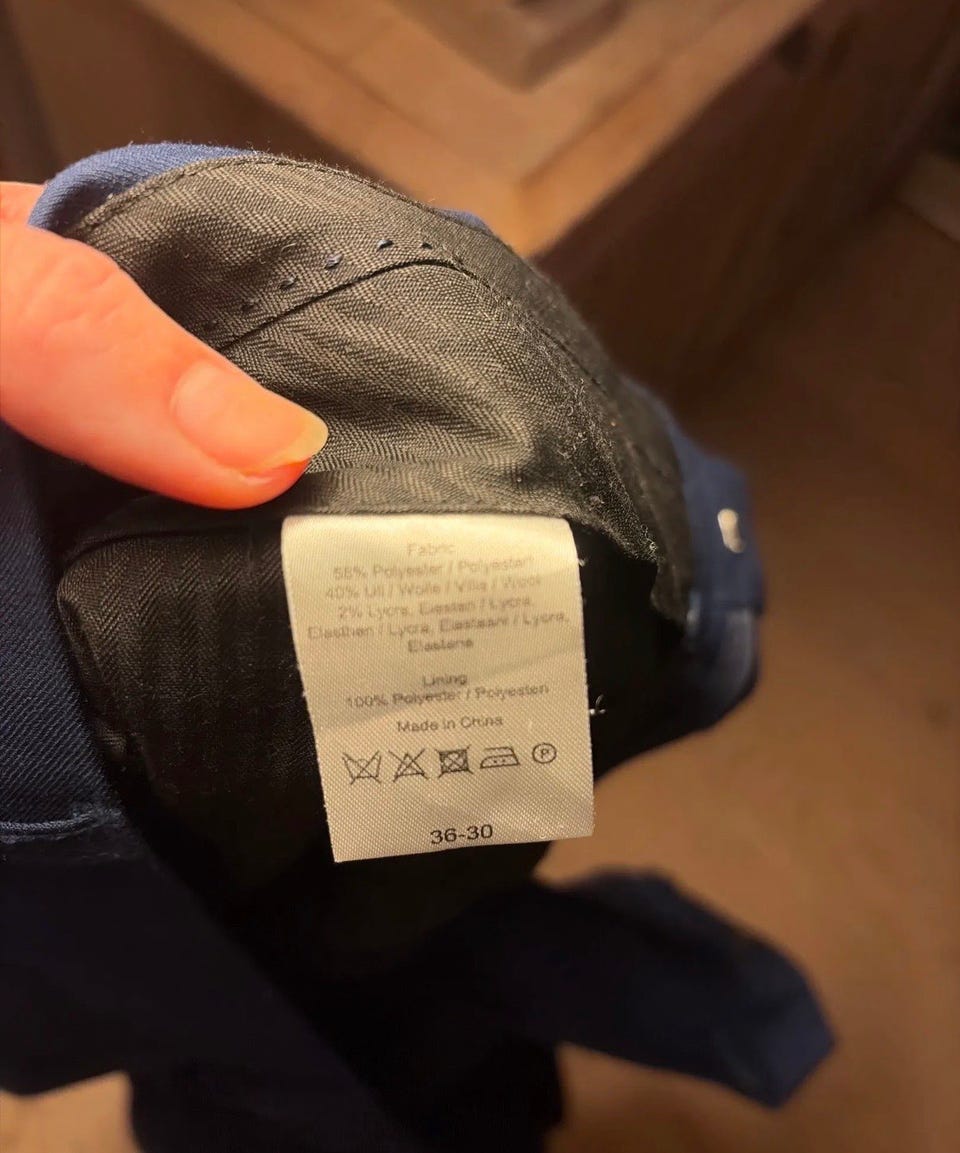 Fabric
58% Polyester / Polyesteri
40% Ull / Wolle / Villa / Wool
2% Lycra, Elastan / Lycra,
Elasthan / Lycra, Elastaani / Lycra,
Elastane
Lining
100% Polyester / Polyesteri
Made in China
P
36-30